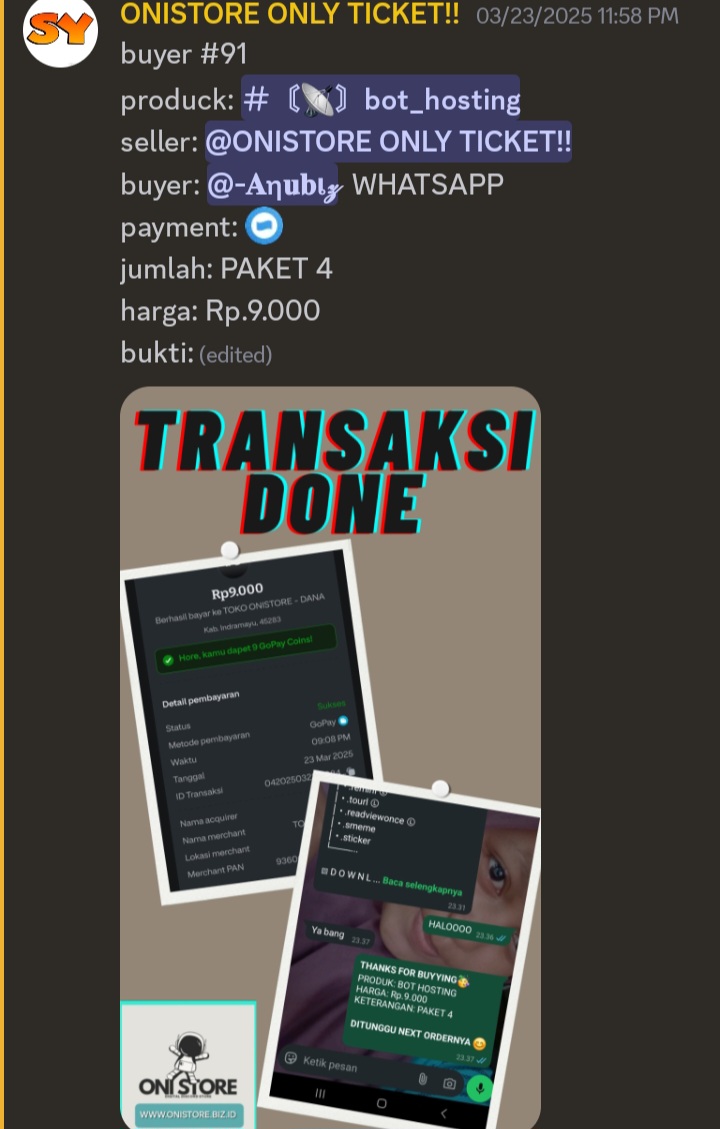 SY
ONISTORE ONLY TICKET!! 03/23/2025 11:58 PM
buyer #91
produck: # 〘📡〙bot_hosting
seller: @ONISTORE ONLY TICKET!!
buyer: @-𝐀η𝐮𝐛ɩ𝔃 WHATSAPP
payment:
jumlah: PAKET 4
harga: Rp.9.000
bukti: (edited)
TRANSAKSI
DONE
Rp9.000
Berhasil bayar ke TOKO ONISTORE - DANA
Kab. Indramayu, 45283
Hore, kamu dapet 9 GoPay Coins!
Detail pembayaran
Status Sukses
Metode pembayaran GoPay
Waktu 09:08 PM
Tanggal 23 Mar 2025
ID Transaksi
Nama acquirer
Nama merchant TO
Lokasi merchant
Merchant PAN 9360
• .tourl Ⓛ
• .readviewonce Ⓛ
• .smeme
• .sticker
D O W N L ... Baca selengkapnya
23.31
HALOOOO 23.36
Ya bang 23.37
THANKS FOR BUYYING🥳
PRODUK: BOT HOSTING
HARGA: Rp.9.000
KETERANGAN: PAKET 4
DITUNGGU NEXT ORDERNYA 😊
23.37
Ketik pesan
ONI STORE
WWW.ONISTORE.BIZ.ID